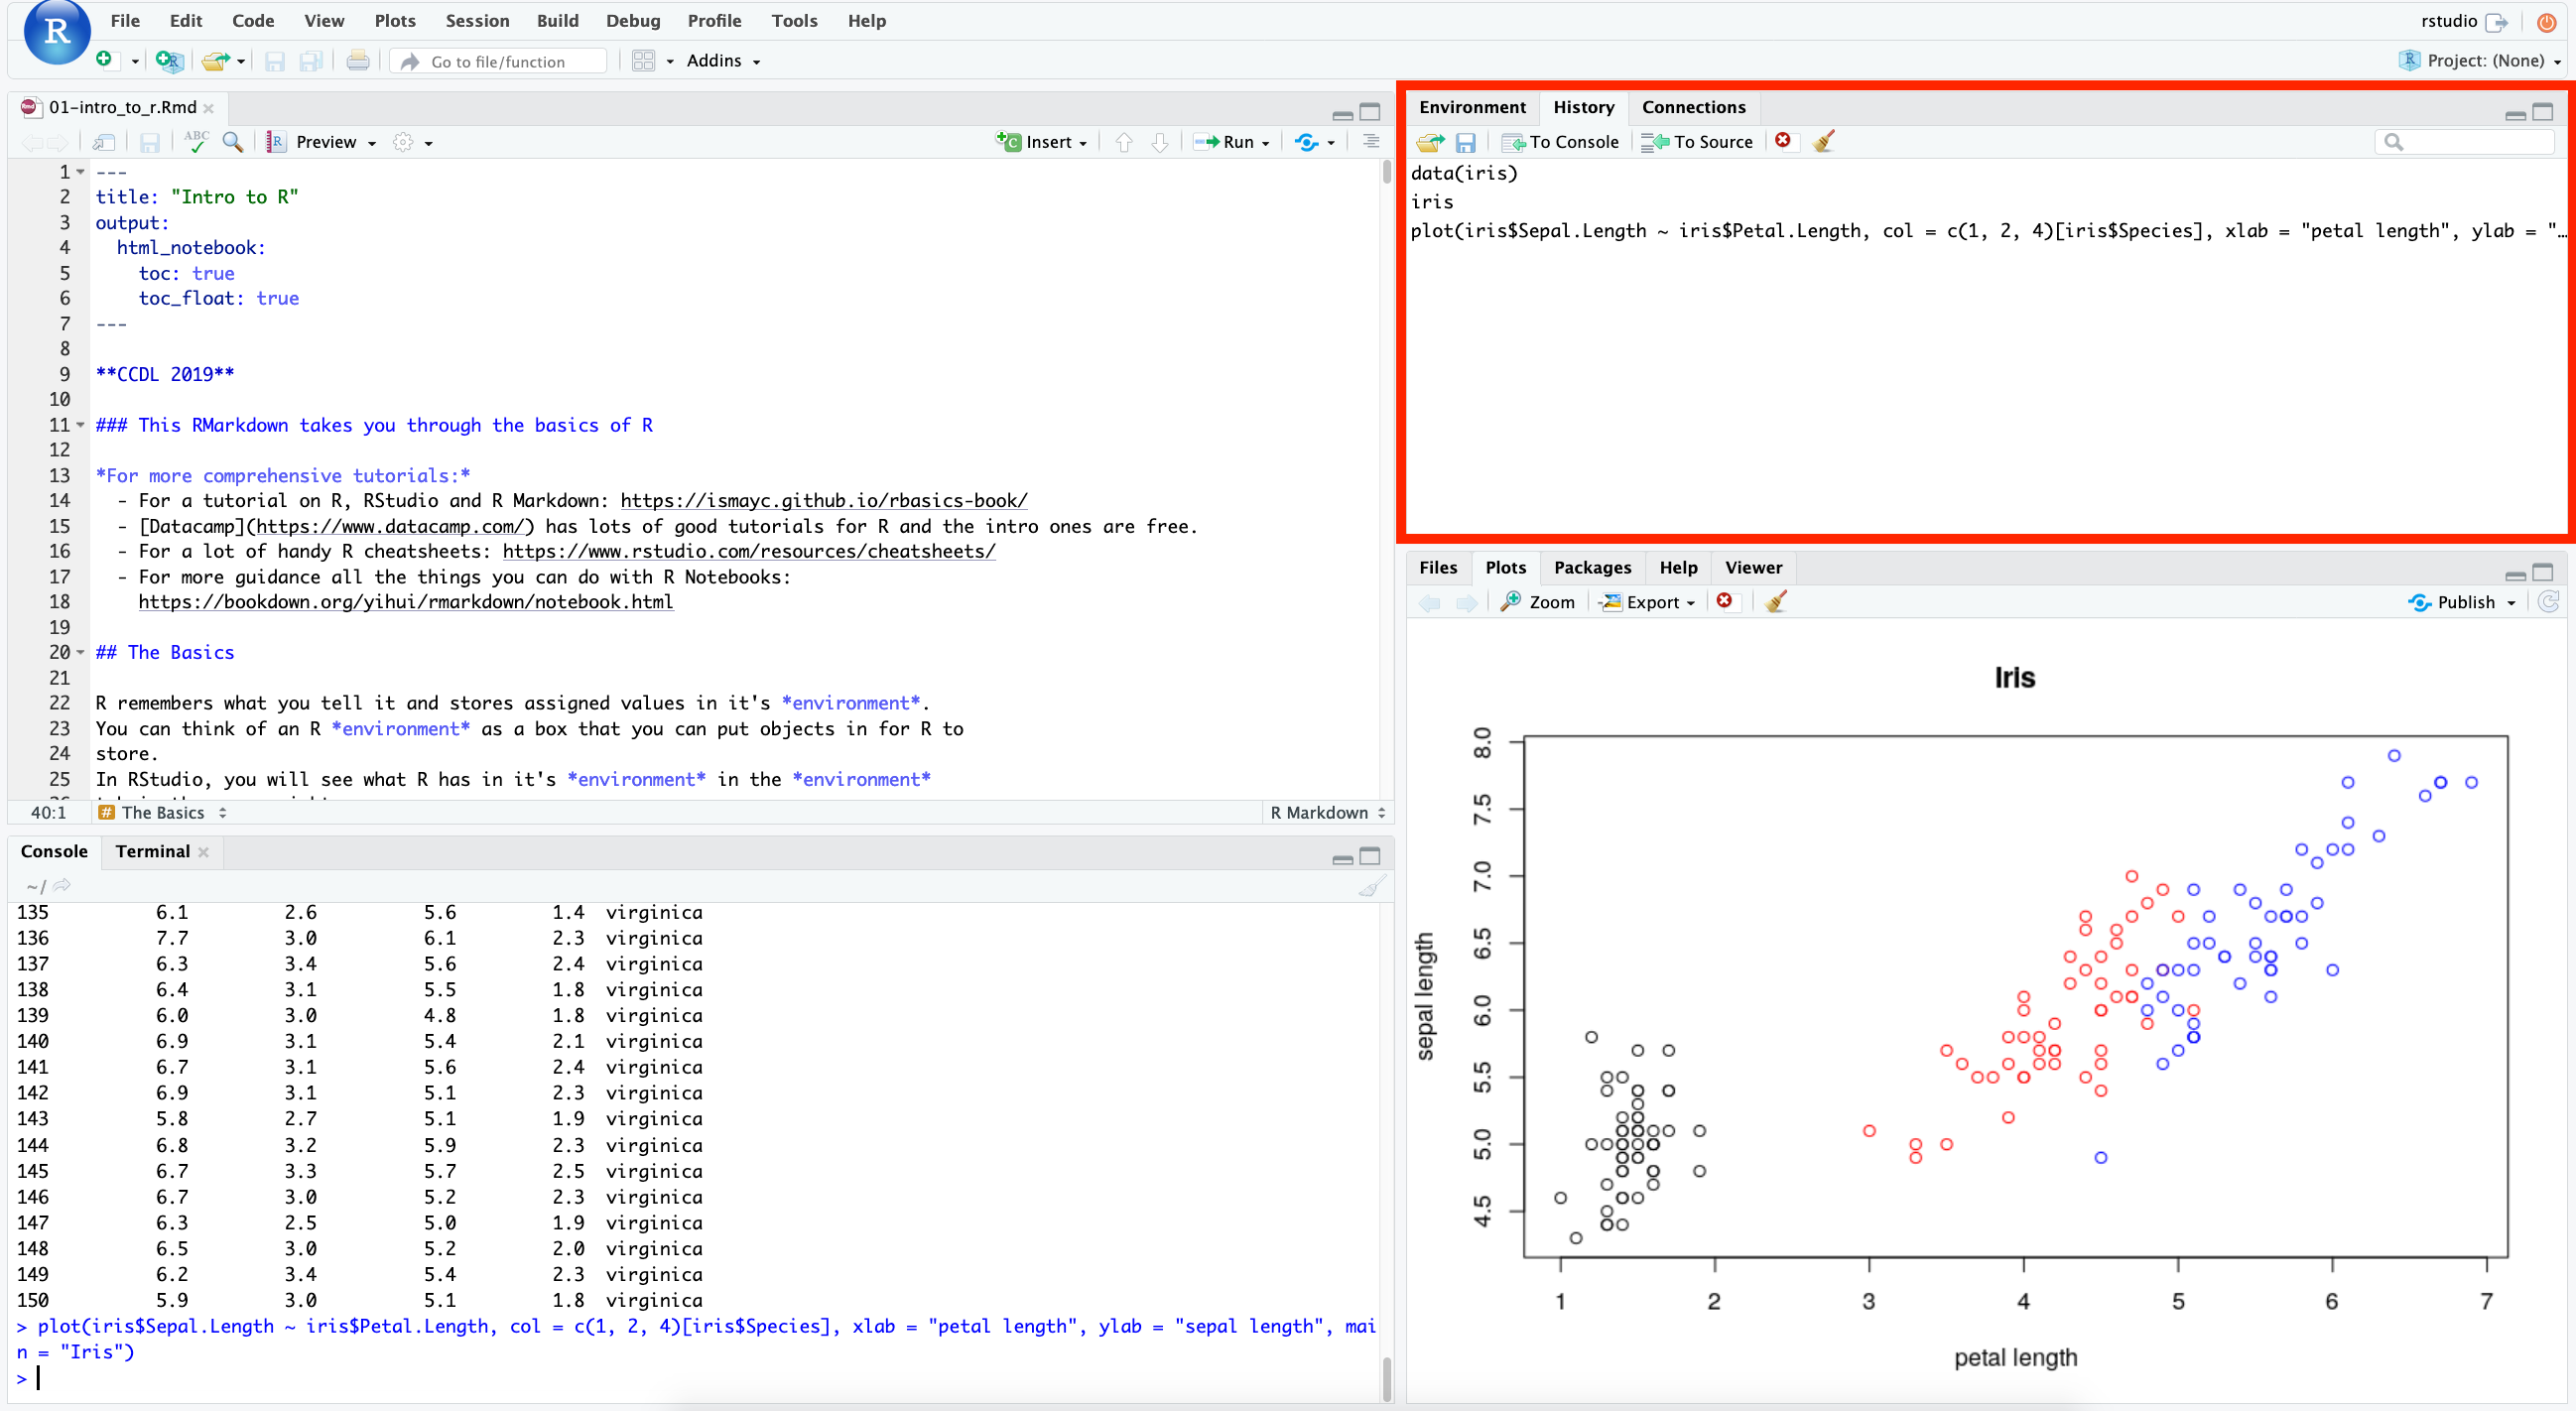 R File Edit Code View Plots Session Build Debug Profile Tools Help rstudio
Go to file/function Addins Project: (None)
01-intro_to_r.Rmd
ABC Preview Insert Run
1 ---
2 title: "Intro to R"
3 output:
4 html_notebook:
5 toc: true
6 toc_float: true
7 ---
8
9 **CCDL 2019**
10
11 ### This RMarkdown takes you through the basics of R
12
13 *For more comprehensive tutorials:*
14 - For a tutorial on R, RStudio and R Markdown: https://ismayc.github.io/rbasics-book/
15 - [Datacamp](https://www.datacamp.com/) has lots of good tutorials for R and the intro ones are free.
16 - For a lot of handy R cheatsheets: https://www.rstudio.com/resources/cheatsheets/
17 - For more guidance all the things you can do with R Notebooks:
18 https://bookdown.org/yihui/rmarkdown/notebook.html
19
20 ## The Basics
21
22 R remembers what you tell it and stores assigned values in it's *environment*.
23 You can think of an R *environment* as a box that you can put objects in for R to
24 store.
25 In RStudio, you will see what R has in it's *environment* in the *environment*
40:1 # The Basics R Markdown
Console Terminal
~/
135 6.1 2.6 5.6 1.4 virginica
136 7.7 3.0 6.1 2.3 virginica
137 6.3 3.4 5.6 2.4 virginica
138 6.4 3.1 5.5 1.8 virginica
139 6.0 3.0 4.8 1.8 virginica
140 6.9 3.1 5.4 2.1 virginica
141 6.7 3.1 5.6 2.4 virginica
142 6.9 3.1 5.1 2.3 virginica
143 5.8 2.7 5.1 1.9 virginica
144 6.8 3.2 5.9 2.3 virginica
145 6.7 3.3 5.7 2.5 virginica
146 6.7 3.0 5.2 2.3 virginica
147 6.3 2.5 5.0 1.9 virginica
148 6.5 3.0 5.2 2.0 virginica
149 6.2 3.4 5.4 2.3 virginica
150 5.9 3.0 5.1 1.8 virginica
> plot(iris$Sepal.Length ~ iris$Petal.Length, col = c(1, 2, 4)[iris$Species], xlab = "petal length", ylab = "sepal length", mai
n = "Iris")
>
Environment History Connections
To Console To Source
data(iris)
iris
plot(iris$Sepal.Length ~ iris$Petal.Length, col = c(1, 2, 4)[iris$Species], xlab = "petal length", ylab = "…
Files Plots Packages Help Viewer
Zoom Export Publish
Iris
sepal length
8.0
7.5
7.0
6.5
6.0
5.5
5.0
4.5
1 2 3 4 5 6 7
petal length